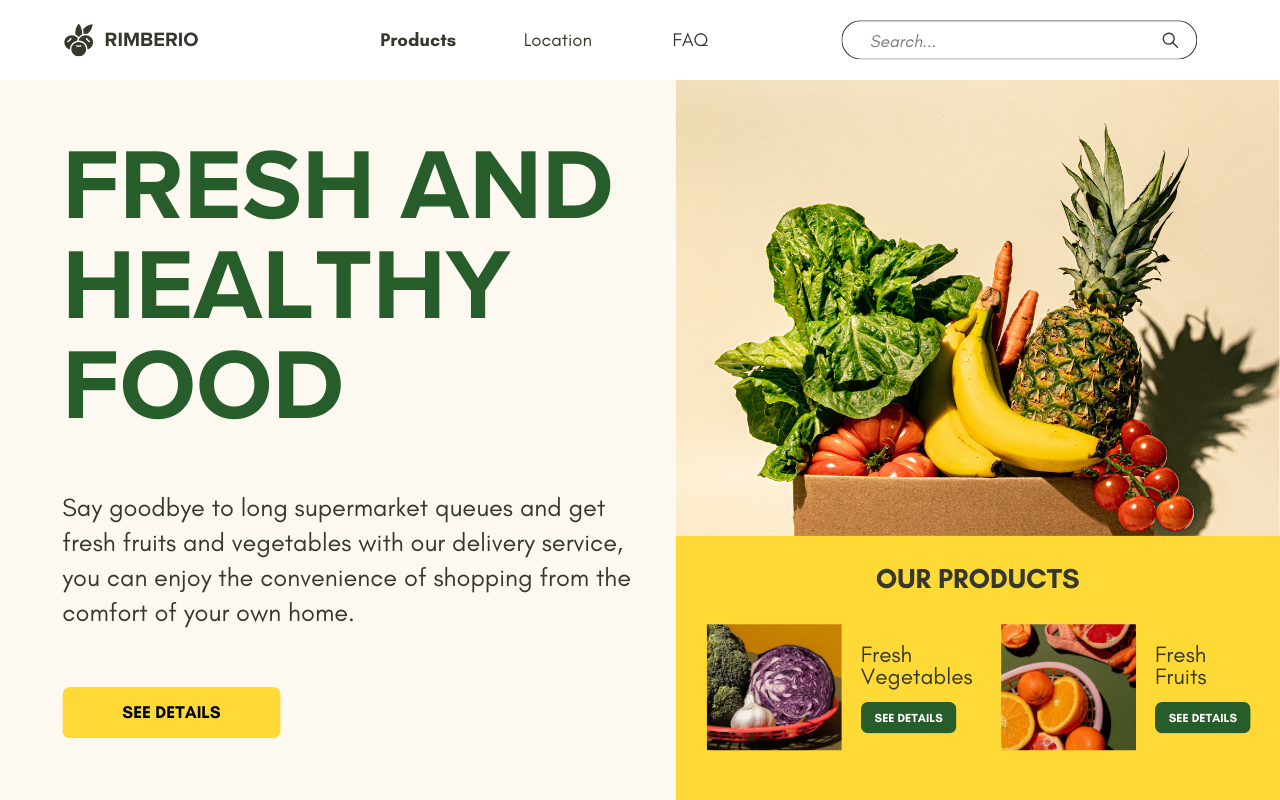 RIMBERIO
Products
Location
FAQ
Search...
FRESH AND
HEALTHY
FOOD
Say goodbye to long supermarket queues and get
fresh fruits and vegetables with our delivery service,
you can enjoy the convenience of shopping from the
comfort of your own home.
SEE DETAILS
OUR PRODUCTS
Fresh
Vegetables
SEE DETAILS
Fresh
Fruits
SEE DETAILS